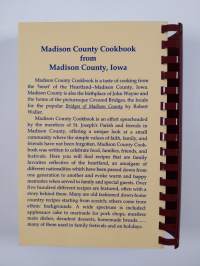 Madison County Cookbook
from
Madison County, Iowa
Madison County Cookbook is a taste of cooking from
the 'heart' of the Heartland–Madison County, Iowa.
Madison County is also the birthplace of John Wayne and
the home of the picturesque Covered Bridges, the locale
for the popular Bridges of Madison County by Robert
Waller.
Madison County Cookbook is an effort spearheaded
by the members of St. Joseph's Parish and friends in
Madison County, offering a unique look at a small
community where the simple values of faith, family, and
friends have not been forgotten. Madison County Cook-
book was written to celebrate food, families, friends, and
festivals. Here you will find recipes that are family
favorites reflective of the heartland, an amalgam of
different nationalities which have been passed down from
one generation to another and evoke warm and happy
memories when served to family and special guests. Over
five hundred different recipes are featured, often with a
story behind them. Many are old fashioned down-home
country recipes starting from scratch, others come from
ethnic backgrounds. A wide spectrum is included:
applesauce cake to marinade for pork chops, meatless
main dishes, decadent desserts, homemade breads -----
many of them used in family festivals and on holidays.